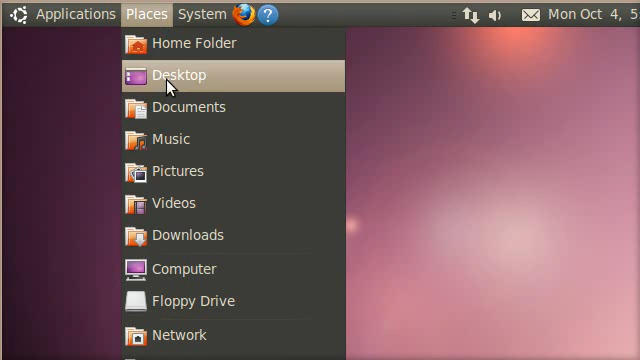 Applications Places System ? Mon Oct 4, 5:
Home Folder
Desktop
Documents
Music
Pictures
Videos
Downloads
Computer
Floppy Drive
Network